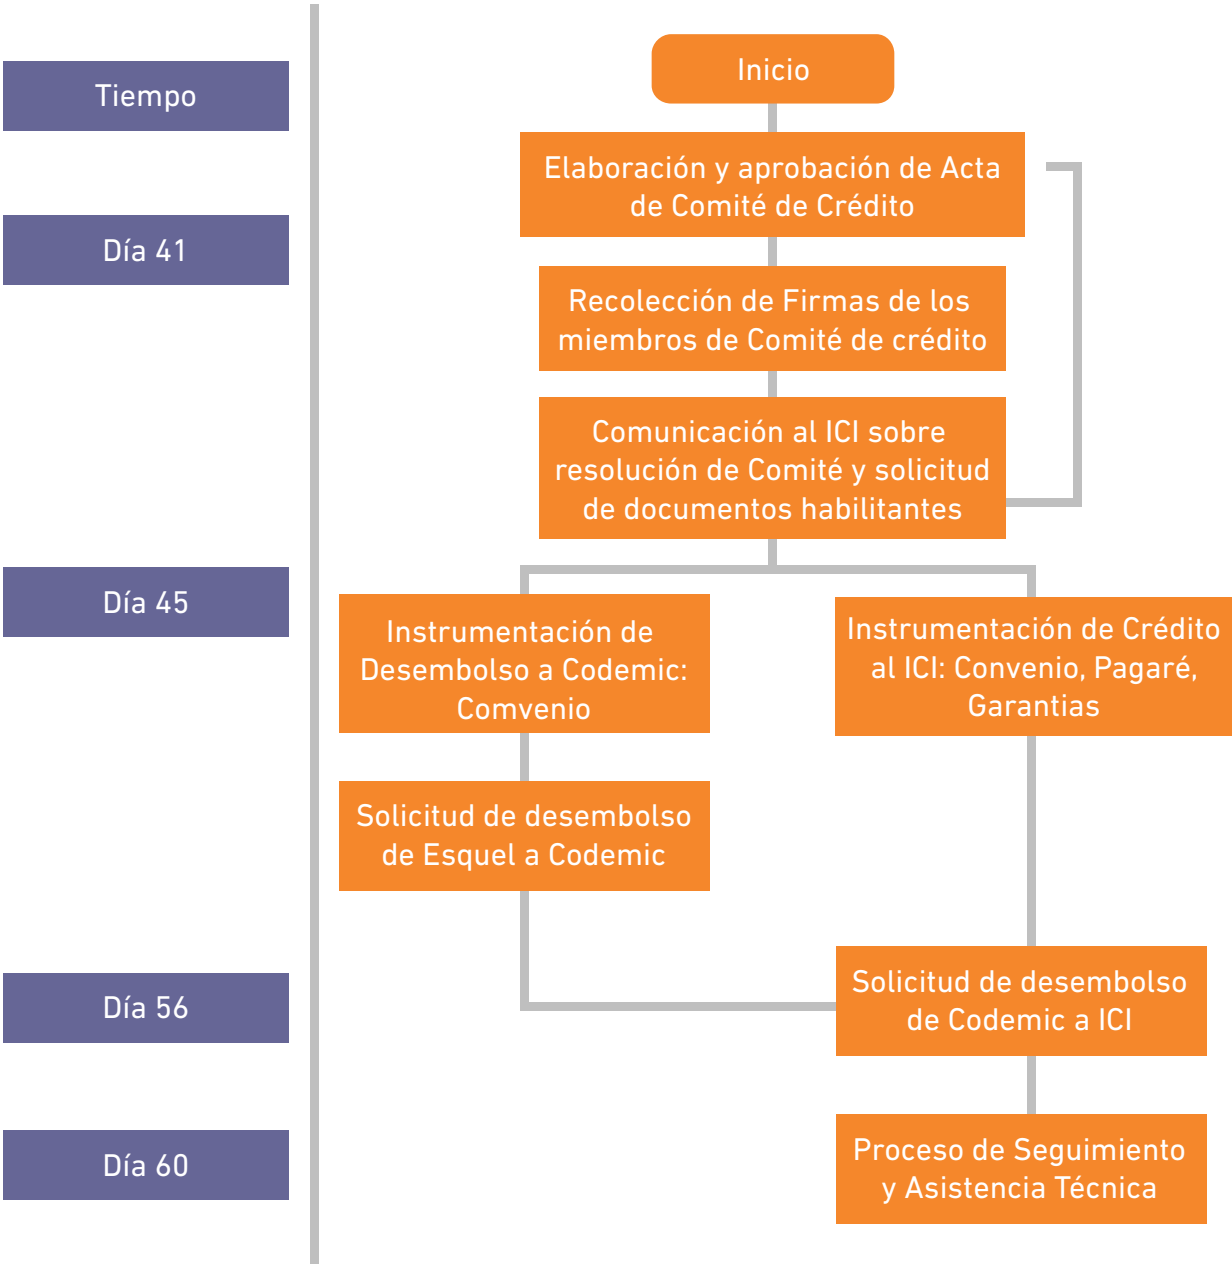 Tiempo
Día 41
Día 45
Día 56
Día 60
Inicio
Elaboración y aprobación de Acta
de Comité de Crédito
Recolección de Firmas de los
miembros de Comité de crédito
Comunicación al ICI sobre
resolución de Comité y solicitud
de documentos habilitantes
Instrumentación de
Desembolso a Codemic:
Comvenio
Solicitud de desembolso
de Esquel a Codemic
Instrumentación de Crédito
al ICI: Convenio, Pagaré,
Garantias
Solicitud de desembolso
de Codemic a ICI
Proceso de Seguimiento
y Asistencia Técnica